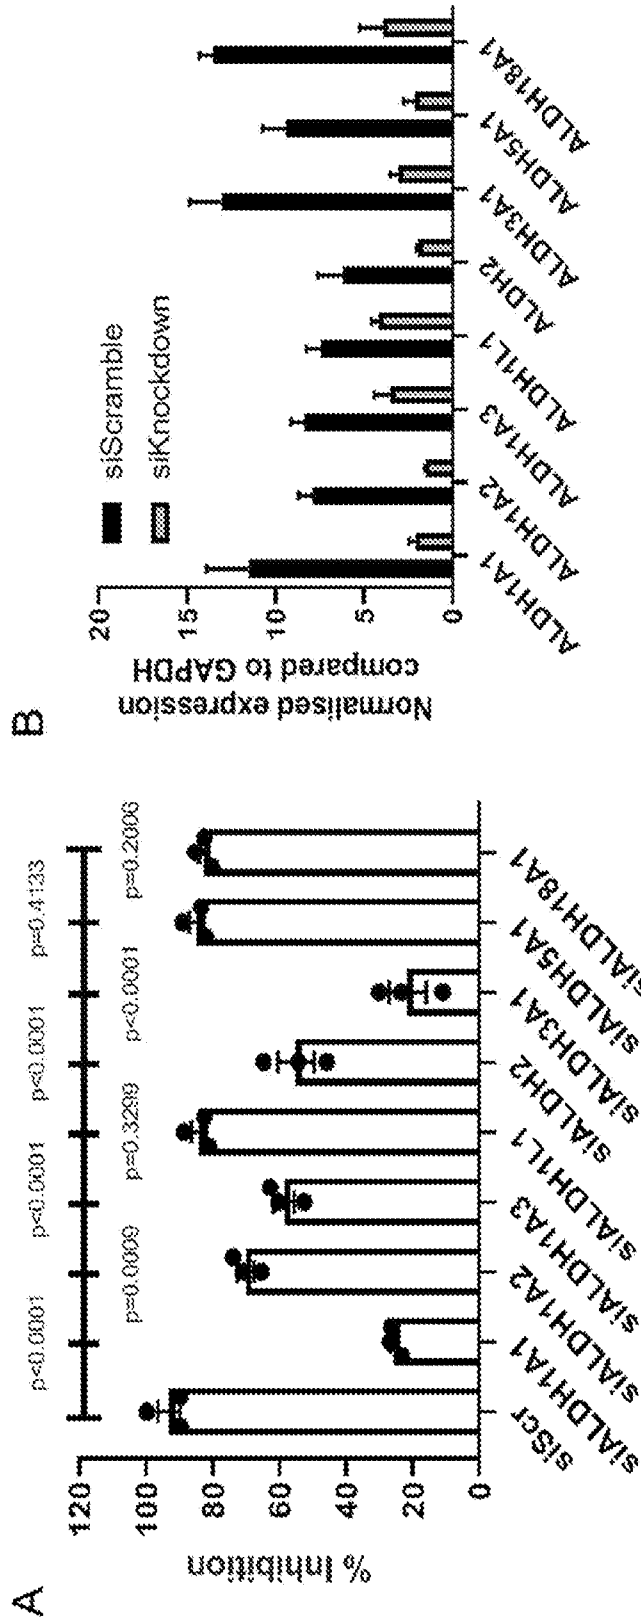 A
% Inhibition
120
100
80
60
40
20
0
p<0.0001
p=0.0009
p<0.0001
p=0.3299
p<0.0001
p<0.0001
p=0.4133
p=0.2006
siScr
siALDH1A1
siALDH1A2
siALDH1A3
siALDH1L1
siALDH2
siALDH3A1
siALDH5A1
siALDH18A1
B
Normalised expression
compared to GAPDH
20
15
10
5
0
siScramble
siKnockdown
ALDH1A1
ALDH1A2
ALDH1A3
ALDH1L1
ALDH2
ALDH3A1
ALDH5A1
ALDH18A1